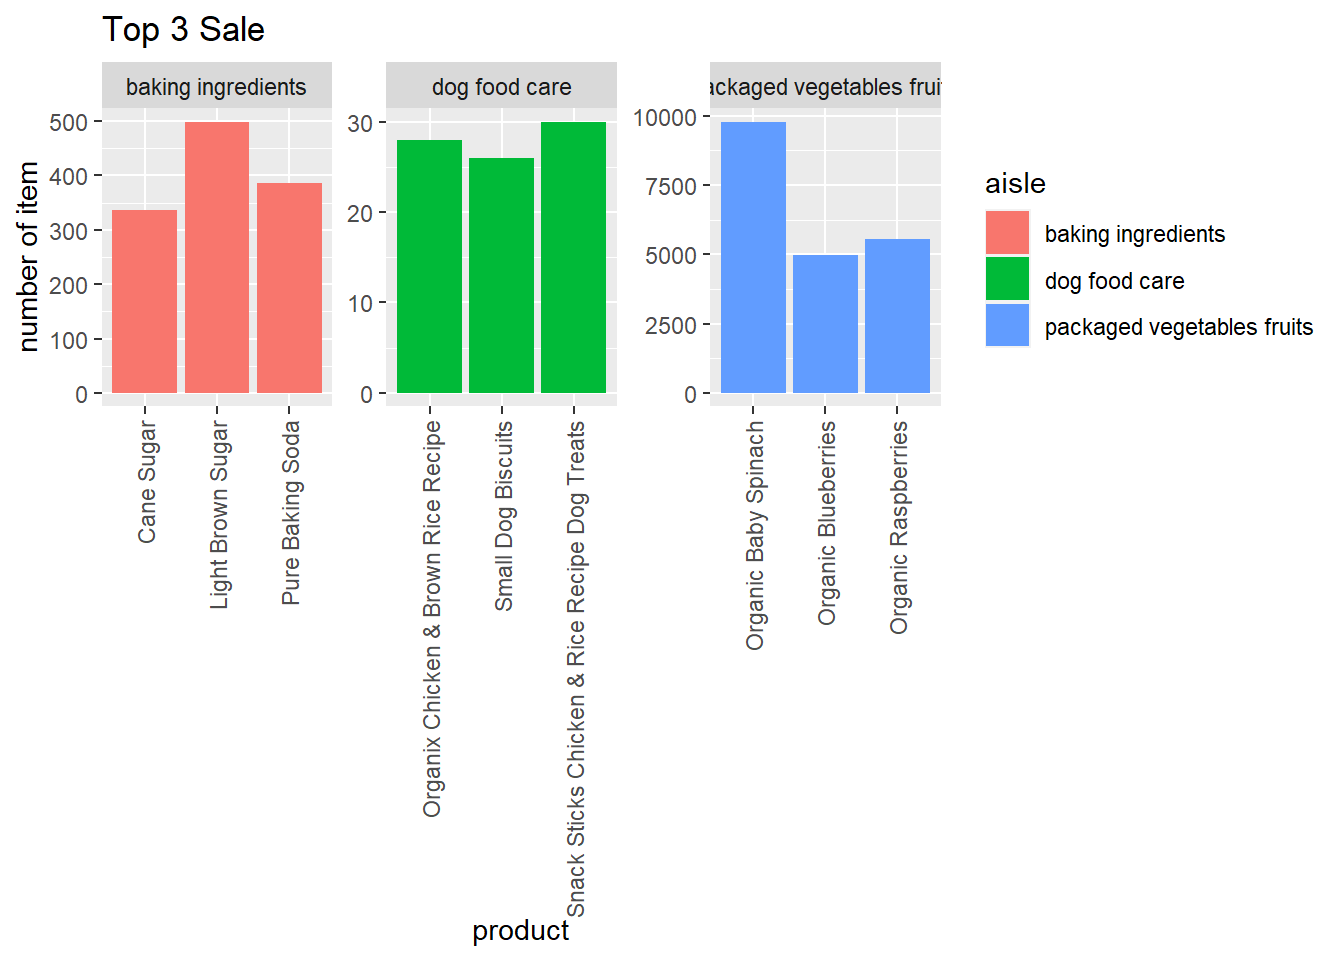 Top 3 Sale
baking ingredients
dog food care
ackaged vegetables frui
number of item
500
400
300
200
100
0
30
20
10
0
10000
7500
5000
2500
0
Cane Sugar
Light Brown Sugar
Pure Baking Soda
Organix Chicken & Brown Rice Recipe
Small Dog Biscuits
Snack Sticks Chicken & Rice Recipe Dog Treats
Organic Baby Spinach
Organic Blueberries
Organic Raspberries
product
aisle
baking ingredients
dog food care
packaged vegetables fruits